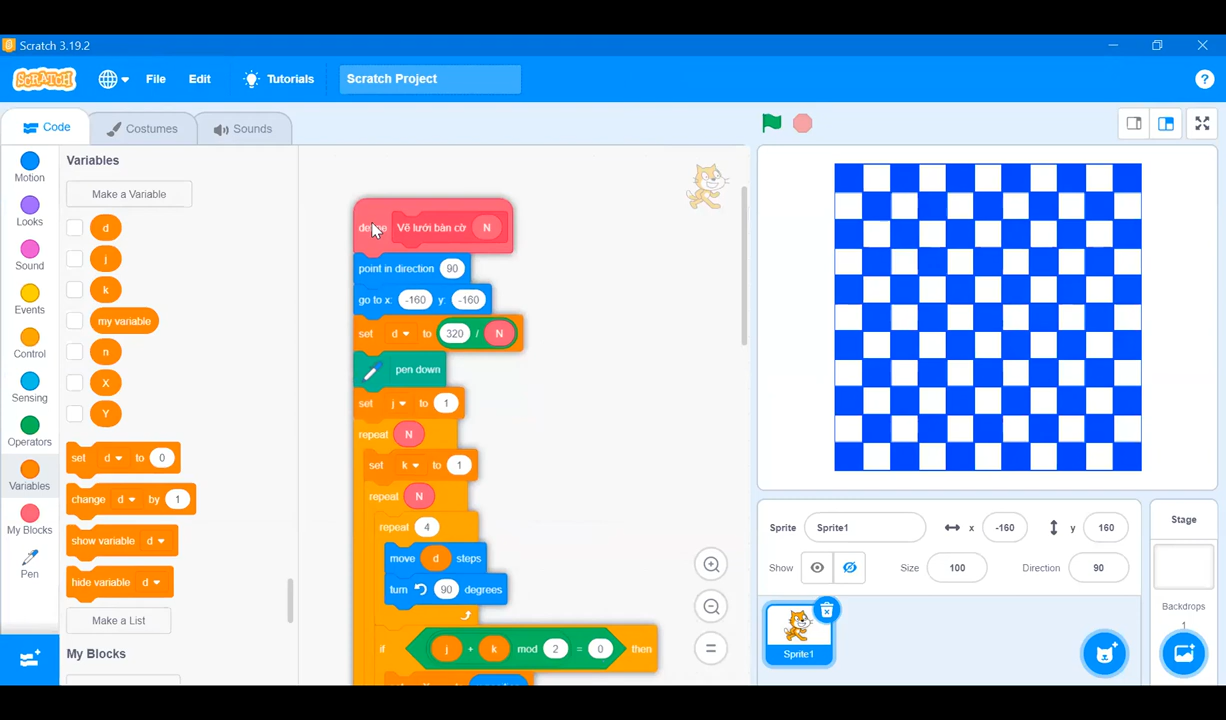 Scratch 3.19.2
SCRATCH
File
Edit
Tutorials
Scratch Project
?
Code
Costumes
Sounds
Motion
Looks
Sound
Events
Control
Sensing
Operators
Variables
My Blocks
Pen
Variables
Make a Variable
d
j
k
my variable
n
X
Y
set d to 0
change d by 1
show variable d
hide variable d
Make a List
My Blocks
define Vẽ lưới bàn cờ N
point in direction 90
go to x: -160 y: -160
set d to 320 / N
pen down
set j to 1
repeat N
set k to 1
repeat N
repeat 4
move d steps
turn 90 degrees
if j + k mod 2 = 0 then
Sprite Sprite1 x -160 y 160
Show Size 100 Direction 90
Sprite1
Stage
Backdrops
1